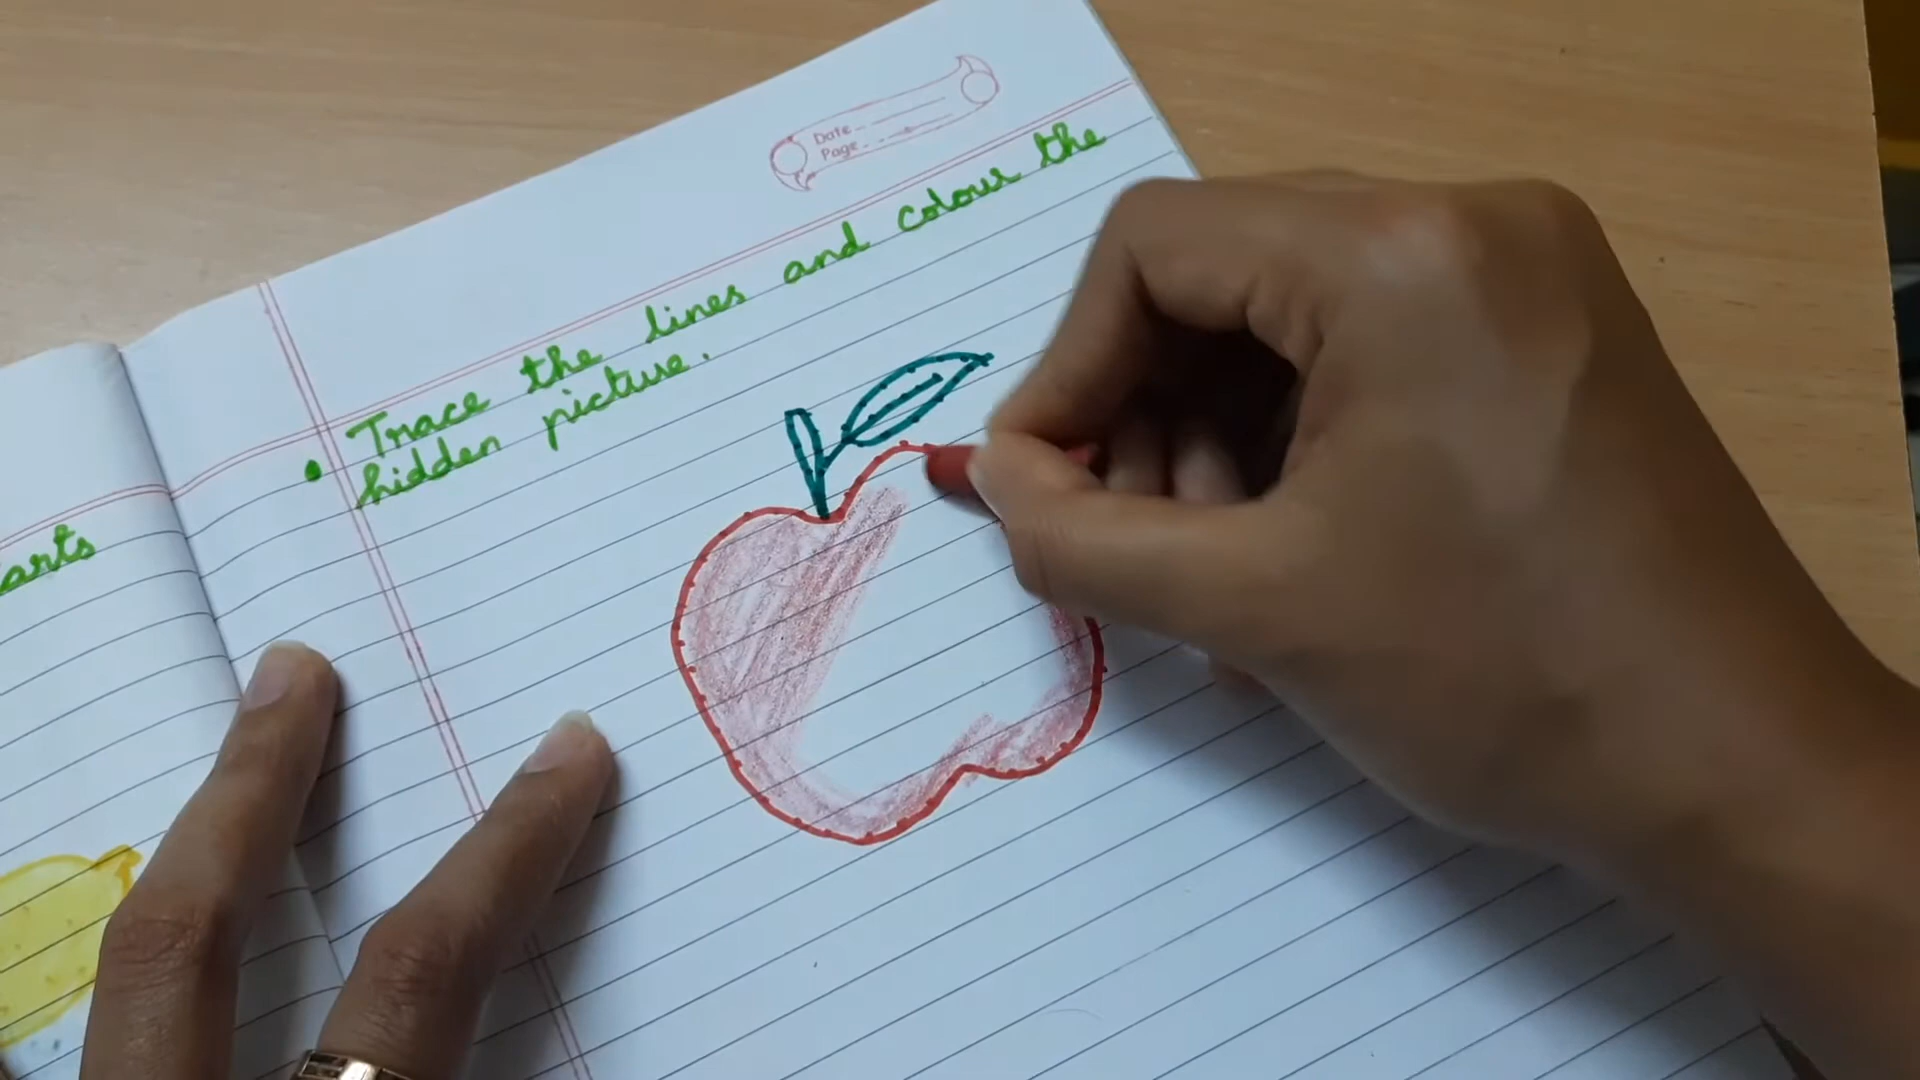 Date
Page
Trace the lines and colour the
hidden picture.
arts